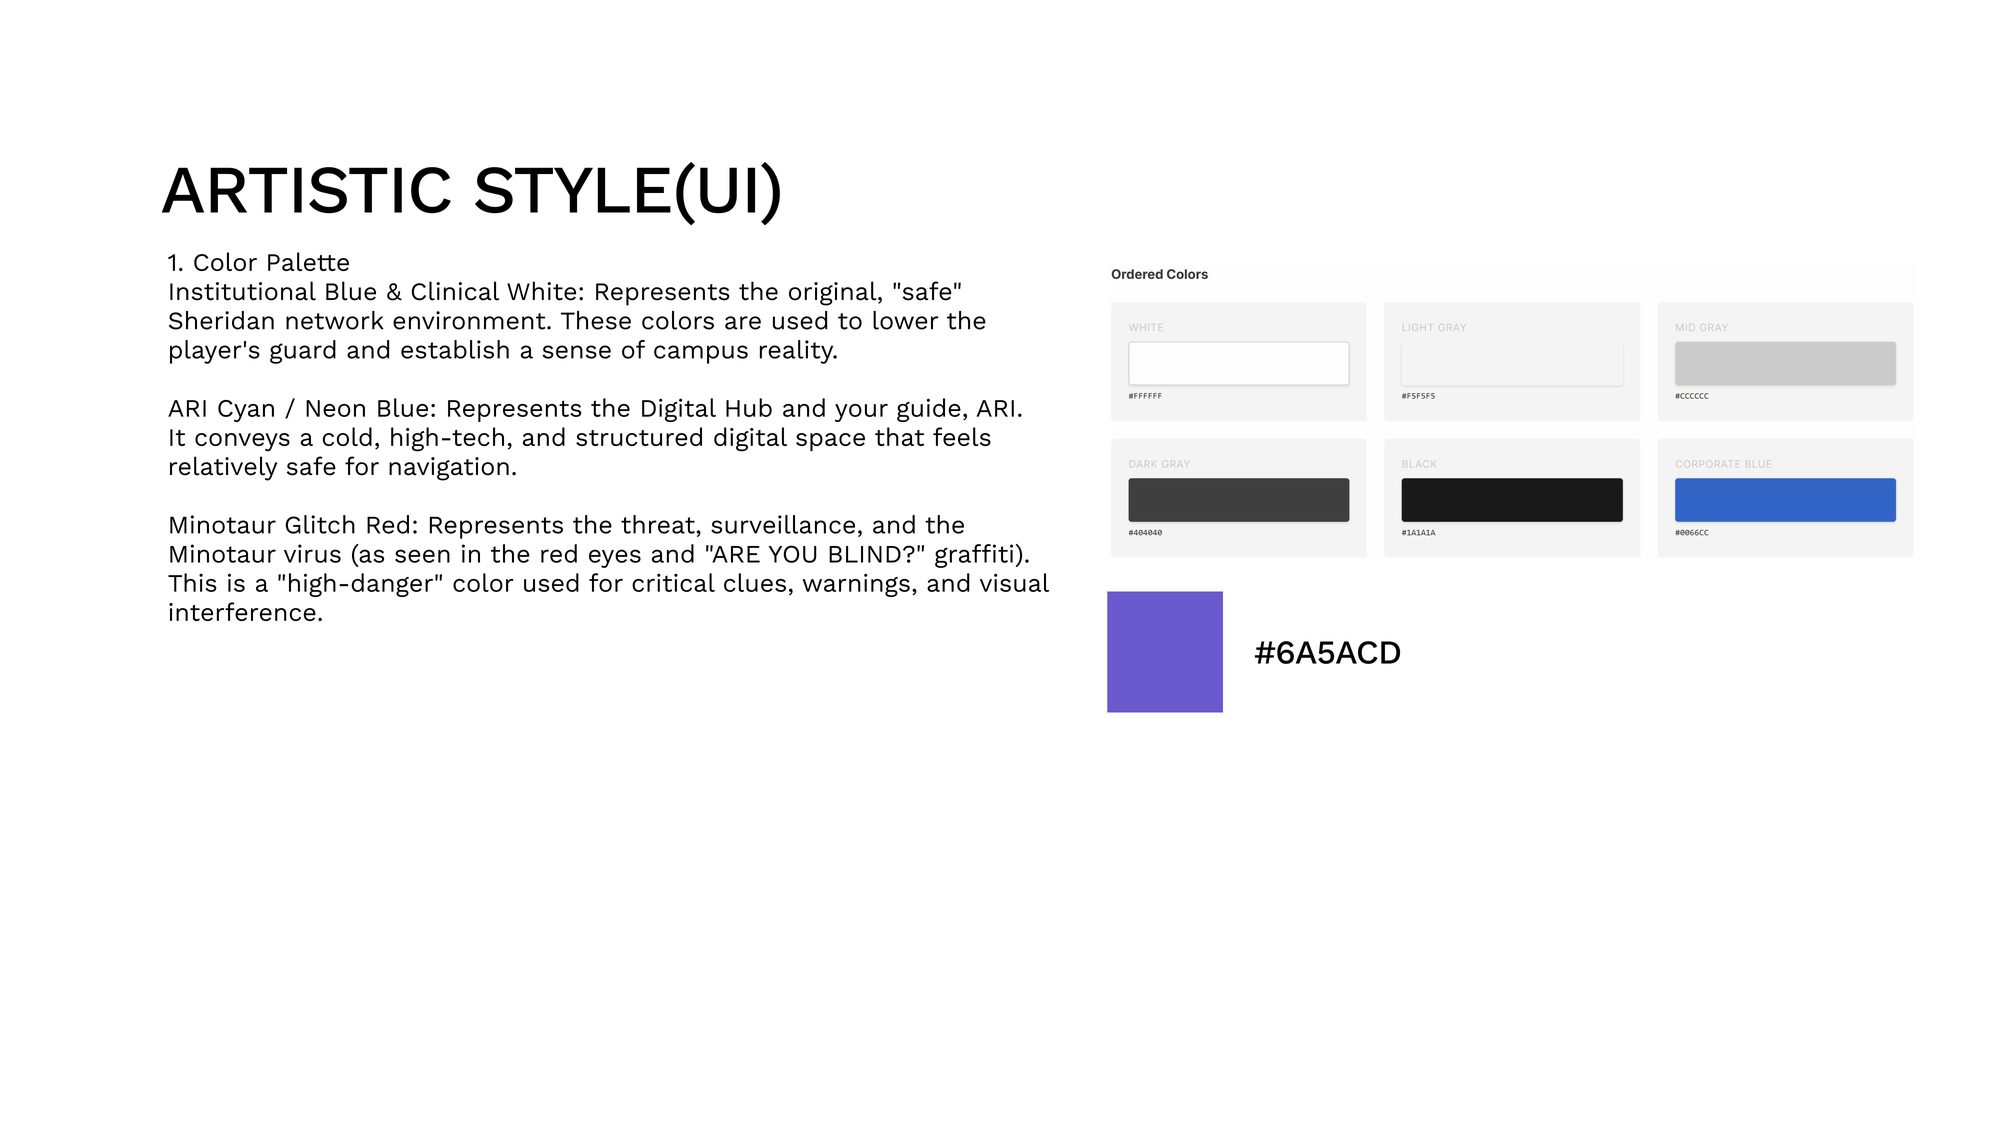 ARTISTIC STYLE(UI)
1. Color Palette
Institutional Blue & Clinical White: Represents the original, "safe"
Sheridan network environment. These colors are used to lower the
player's guard and establish a sense of campus reality.
ARI Cyan / Neon Blue: Represents the Digital Hub and your guide, ARI.
It conveys a cold, high-tech, and structured digital space that feels
relatively safe for navigation.
Minotaur Glitch Red: Represents the threat, surveillance, and the
Minotaur virus (as seen in the red eyes and "ARE YOU BLIND?" graffiti).
This is a "high-danger" color used for critical clues, warnings, and visual
interference.
Ordered Colors
WHITE
#FFFFFF
LIGHT GRAY
#F5F5F5
MID GRAY
#CCCCCC
DARK GRAY
#404040
BLACK
#1A1A1A
CORPORATE BLUE
#0066CC
#6A5ACD